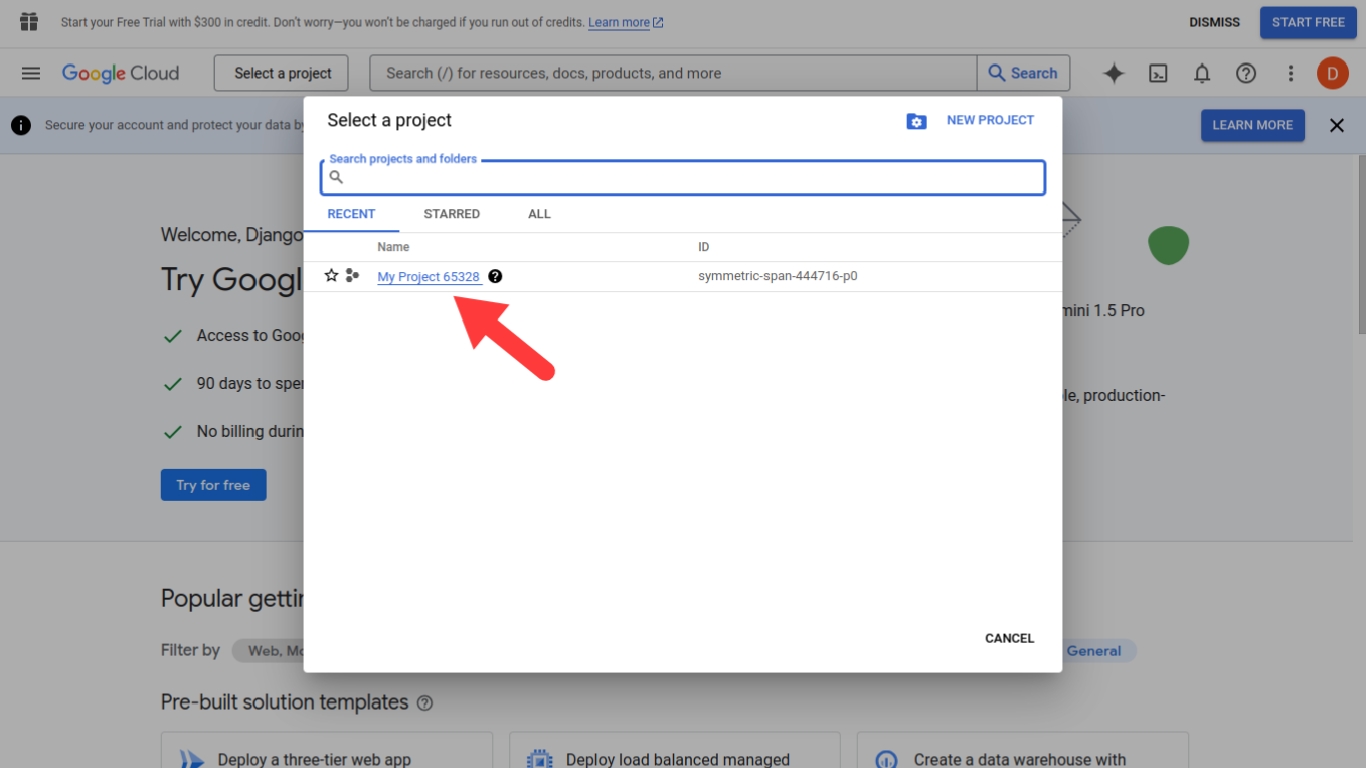 Start your Free Trial with $300 in credit. Don't worry—you won't be charged if you run out of credits. Learn more
DISMISS
START FREE
Google Cloud
Select a project
Search (/) for resources, docs, products, and more
Search
D
Secure your account and protect your data by
LEARN MORE
Select a project
NEW PROJECT
Search projects and folders
RECENT
STARRED
ALL
Name
ID
My Project 65328
symmetric-span-444716-p0
Welcome, Django
Try Googl
Access to Goo
90 days to spe
No billing durin
Try for free
mini 1.5 Pro
le, production-
CANCEL
Popular getti
Filter by
Web, Mo
General
Pre-built solution templates
Deploy a three-tier web app
Deploy load balanced managed
Create a data warehouse with